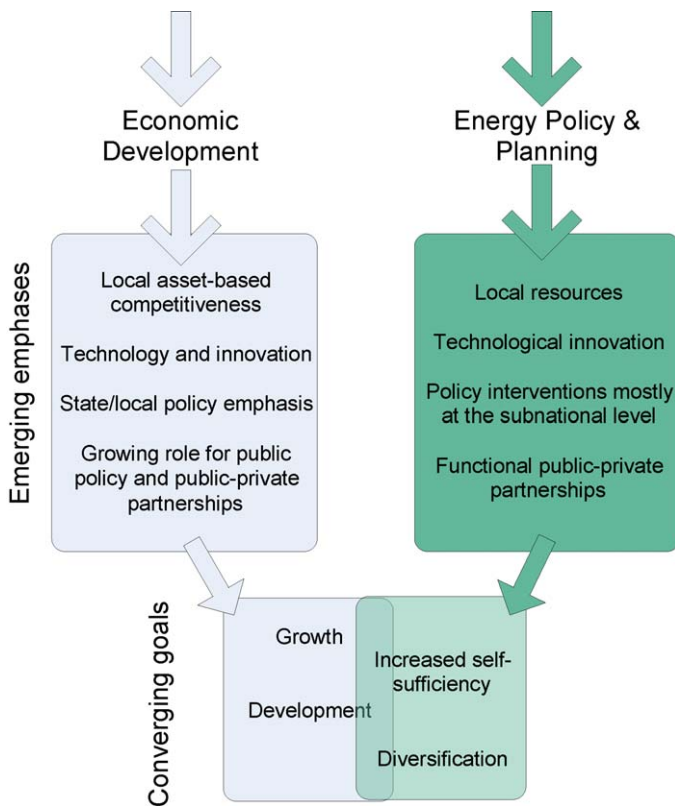 Economic
Development
Energy Policy &
Planning
Emerging emphases
Local asset-based
competitiveness
Technology and innovation
State/local policy emphasis
Growing role for public
policy and public-private
partnerships
Local resources
Technological innovation
Policy interventions mostly
at the subnational level
Functional public-private
partnerships
Converging goals
Growth
Development
Increased self-
sufficiency
Diversification